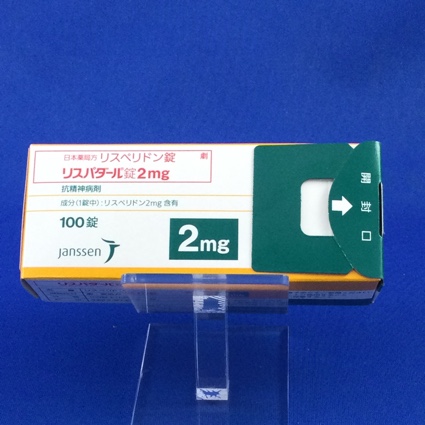 日本薬局方 リスペリドン錠 劇
リスパダール錠2mg
抗精神病剤
成分(1錠中):リスペリドン2mg含有
100錠
janssen
2mg
開封口